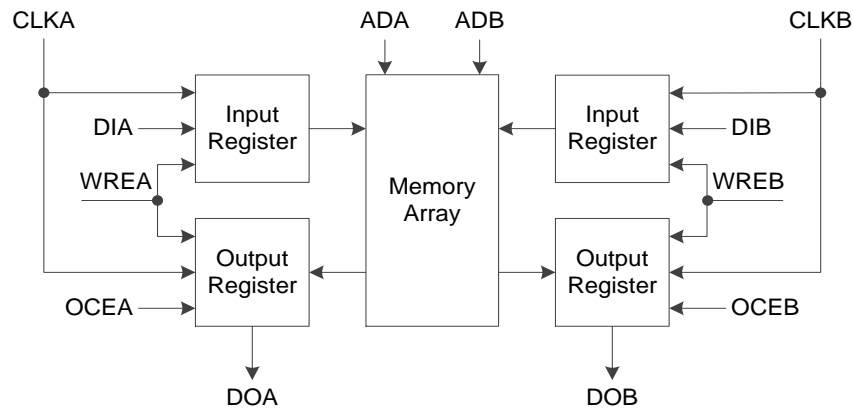 CLKA
ADA
ADB
CLKB
Input
Register
Input
Register
DIA
DIB
WREA
Memory
Array
WREB
Output
Register
Output
Register
OCEA
OCEB
DOA
DOB